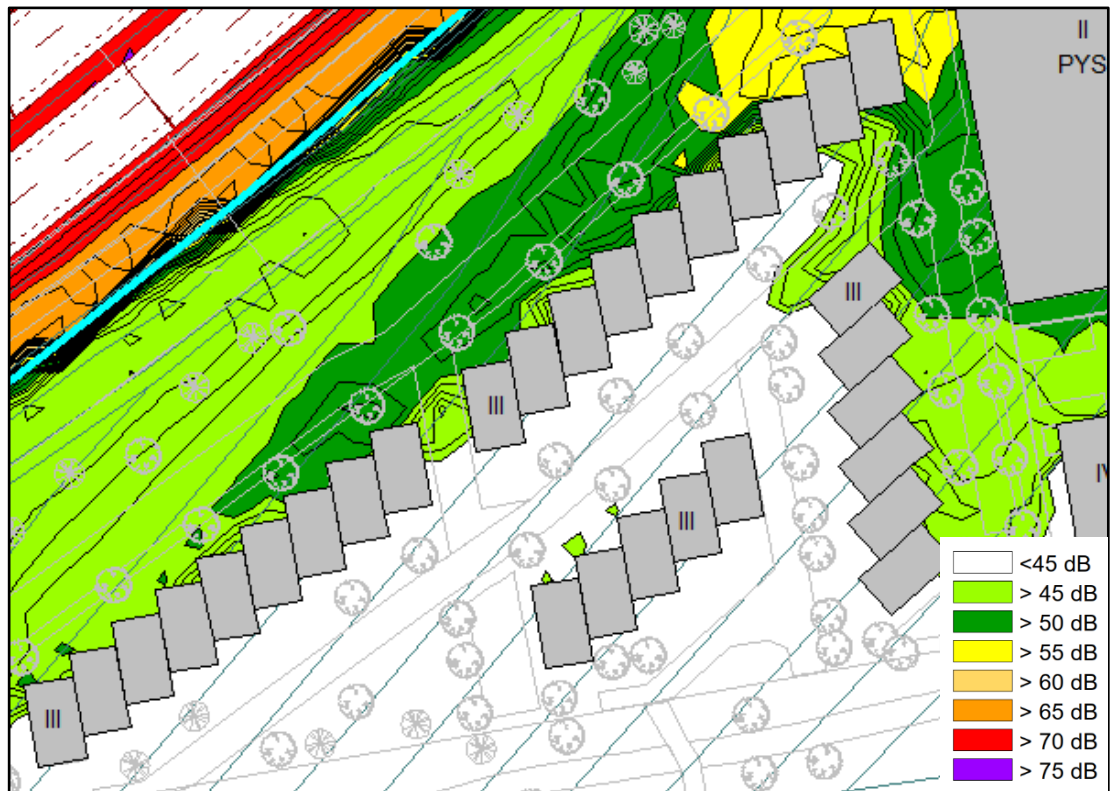 II
PYS
III
III
III
IV
III
<45 dB
> 45 dB
> 50 dB
> 55 dB
> 60 dB
> 65 dB
> 70 dB
> 75 dB